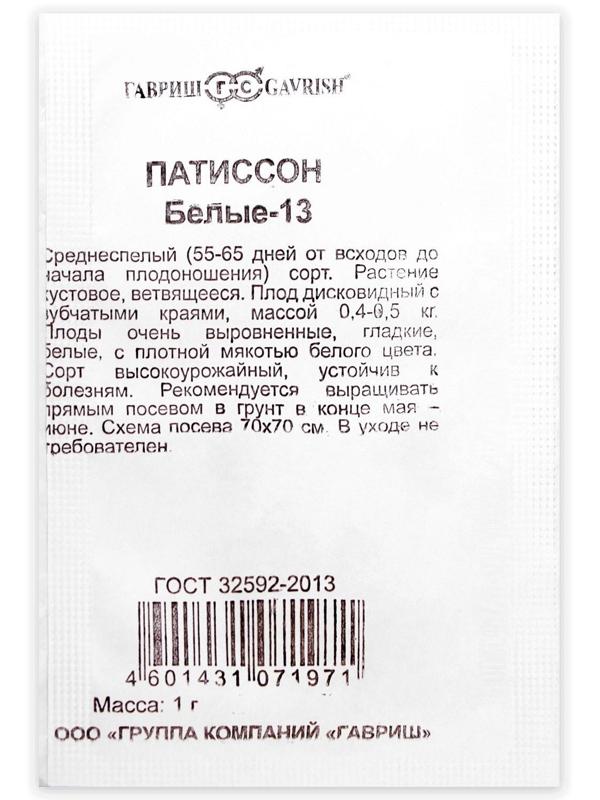 ГАВРИШ ГС GAVRISH
ПАТИССОН
Белые-13
Среднеспелый (55-65 дней от всходов до
начала плодоношения) сорт. Растение
кустовое, ветвящееся. Плод дисковидный с
зубчатыми краями, массой 0,4-0,5 кг.
Плоды очень выровненные, гладкие,
белые, с плотной мякотью белого цвета.
Сорт высокоурожайный, устойчив к
болезням. Рекомендуется выращивать
прямым посевом в грунт в конце мая –
июне. Схема посева 70х70 см. В уходе не
требователен.
ГОСТ 32592-2013
4 601431 071971
Масса: 1 г
ООО «ГРУППА КОМПАНИЙ «ГАВРИШ»